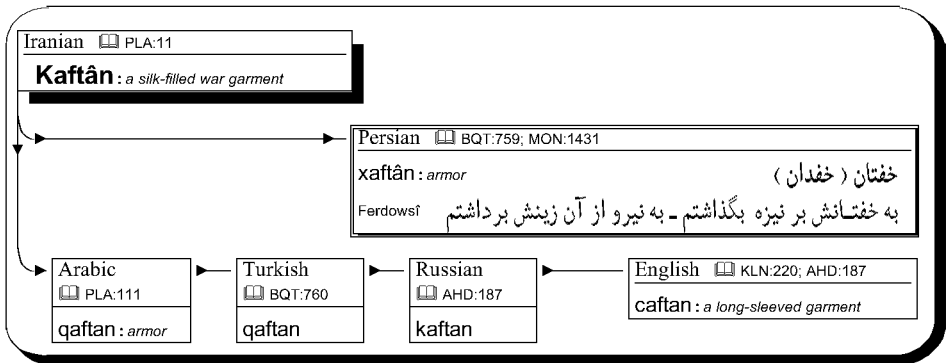 Iranian PLA:11
Kaftân : a silk-filled war garment
Persian BQT:759; MON:1431
xaftân : armor
خفتان ( خفدان )
Ferdowsî
به خفتـانش بر نیزه بگذاشتم ـ به نیرو از آن زینش برداشتم
Arabic
PLA:111
qaftan : armor
Turkish
BQT:760
qaftan
Russian
AHD:187
kaftan
English KLN:220; AHD:187
caftan : a long-sleeved garment